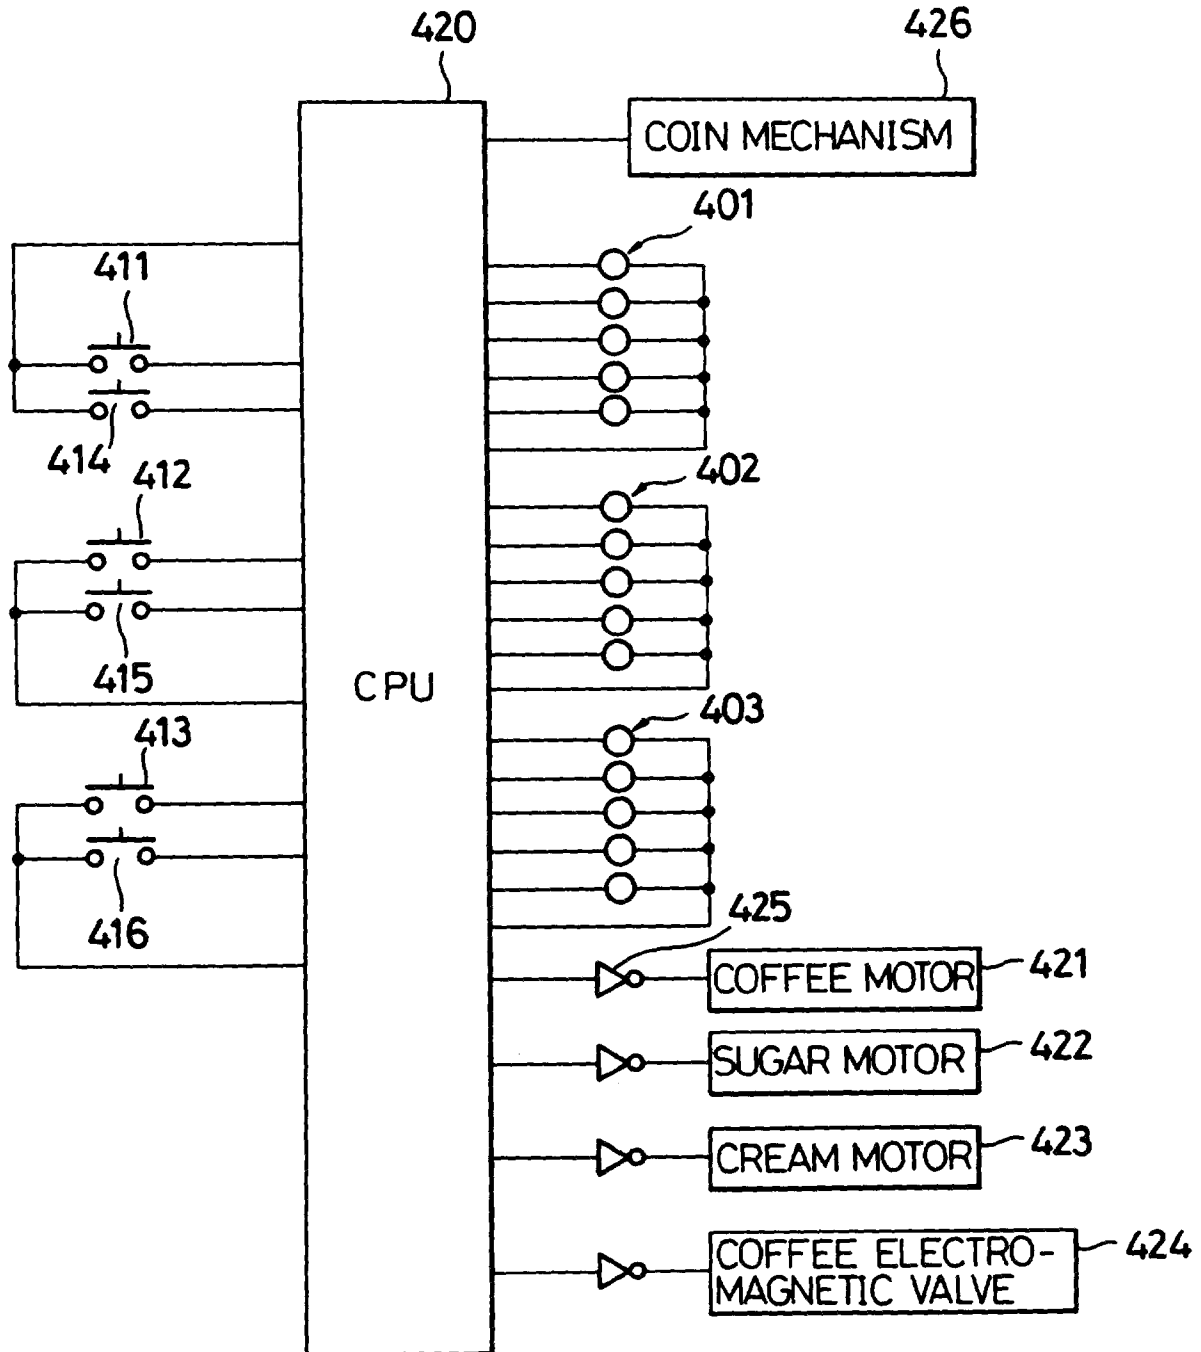 420
426
COIN MECHANISM
401
411
414
402
412
415
CPU
403
413
416
425
COFFEE MOTOR
421
SUGAR MOTOR
422
CREAM MOTOR
423
COFFEE ELECTRO-
MAGNETIC VALVE
424